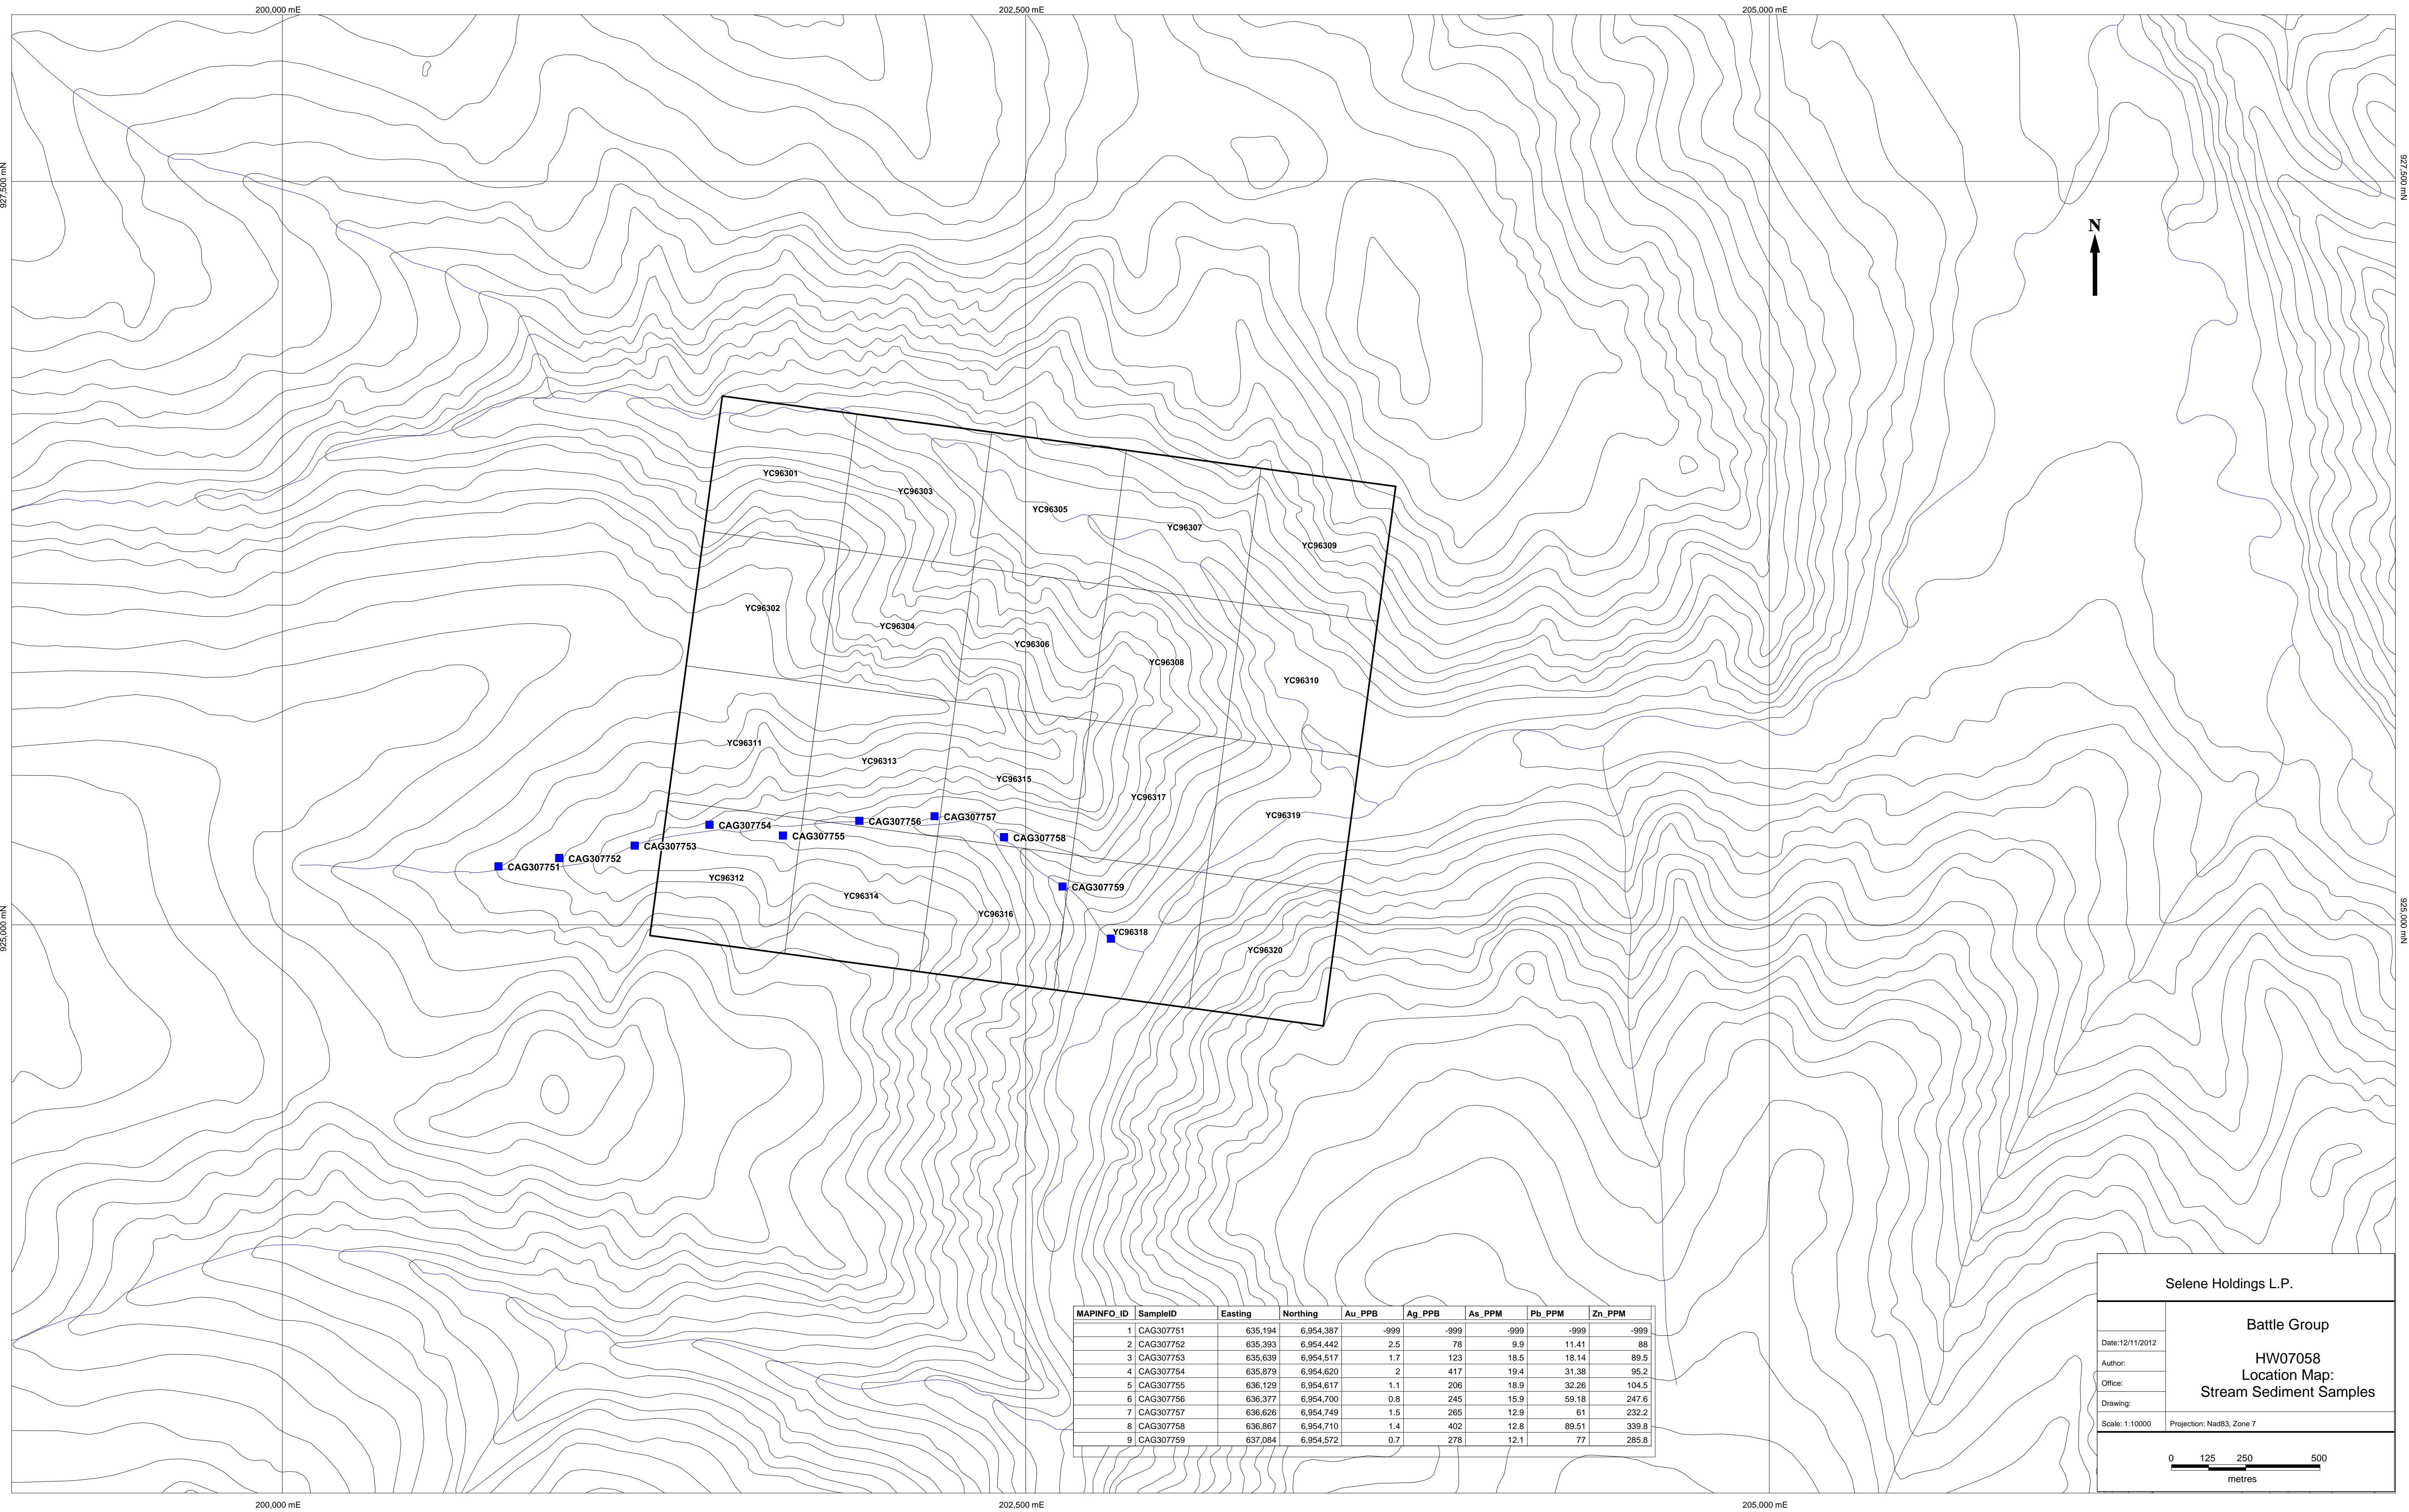 200,000 mE 202,500 mE 205,000 mE
927,500 mN 927,500 mN
N
YC96301
YC96303
YC96305
YC96307
YC96309
YC96302
YC96304
YC96306
YC96308
YC96310
YC96311
YC96313
YC96315
YC96317
YC96319
CAG307754
CAG307755
CAG307756
CAG307757
CAG307758
CAG307753
CAG307752
CAG307751
CAG307759
YC96312
YC96314
YC96316
YC96318
YC96320
925,000 mN 925,000 mN
MAPINFO_ID SampleID Easting Northing Au_PPB Ag_PPB As_PPM Pb_PPM Zn_PPM
1 CAG307751 635,194 6,954,387 -999 -999 -999 -999 -999
2 CAG307752 635,393 6,954,442 2.5 78 9.9 11.41 88
3 CAG307753 635,639 6,954,517 1.7 123 18.5 18.14 89.5
4 CAG307754 635,879 6,954,620 2 417 19.4 31.38 95.2
5 CAG307755 636,129 6,954,617 1.1 206 18.9 32.26 104.5
6 CAG307756 636,377 6,954,700 0.8 245 15.9 59.18 247.6
7 CAG307757 636,626 6,954,749 1.5 265 12.9 61 232.2
8 CAG307758 636,867 6,954,710 1.4 402 12.8 89.51 339.8
9 CAG307759 637,084 6,954,572 0.7 278 12.1 77 285.8
Selene Holdings L.P.
Battle Group
HW07058
Location Map:
Stream Sediment Samples
Date:12/11/2012
Author:
Office:
Drawing:
Scale: 1:10000 Projection: Nad83, Zone 7
0 125 250 500
metres
200,000 mE 202,500 mE 205,000 mE